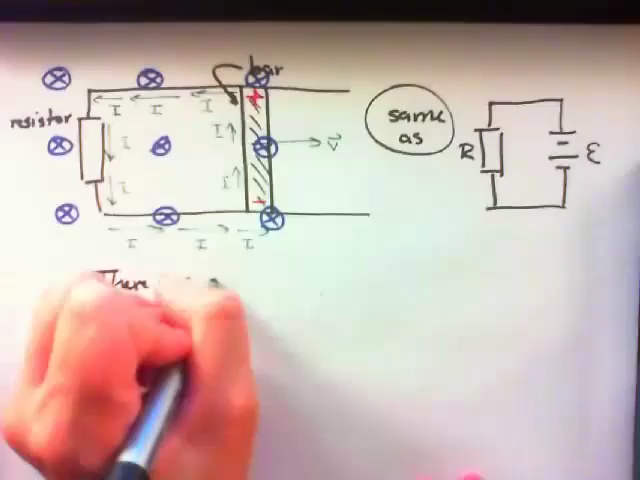 bar
I I I
resistor
I
I
I
I
V
I I I
+
same
as
R
ε
There